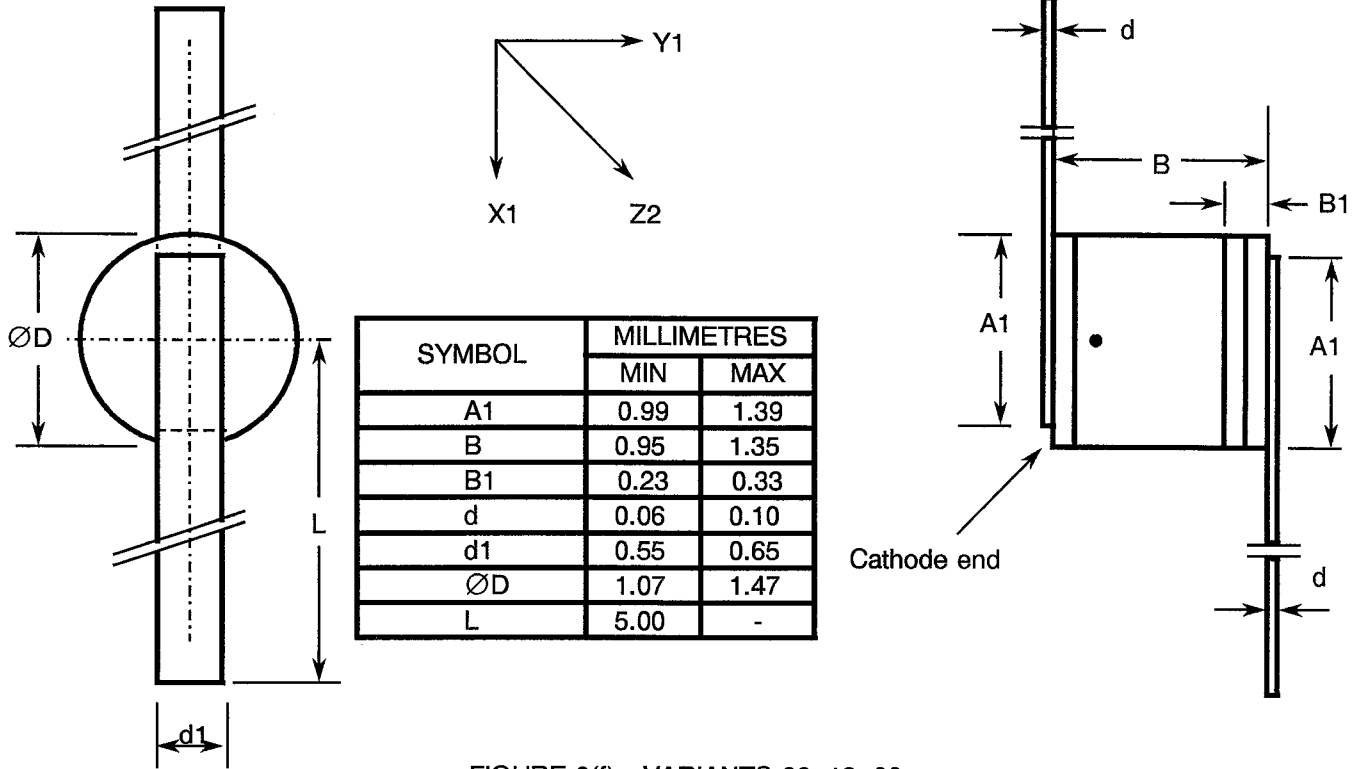 Y1
X1
Z2
d
B
B1
ØD
L
d1
SYMBOL MILLIMETRES
MIN MAX
A1 0.99 1.39
B 0.95 1.35
B1 0.23 0.33
d 0.06 0.10
d1 0.55 0.65
ØD 1.07 1.47
L 5.00 -
A1
A1
Cathode end
d
VARIANTS